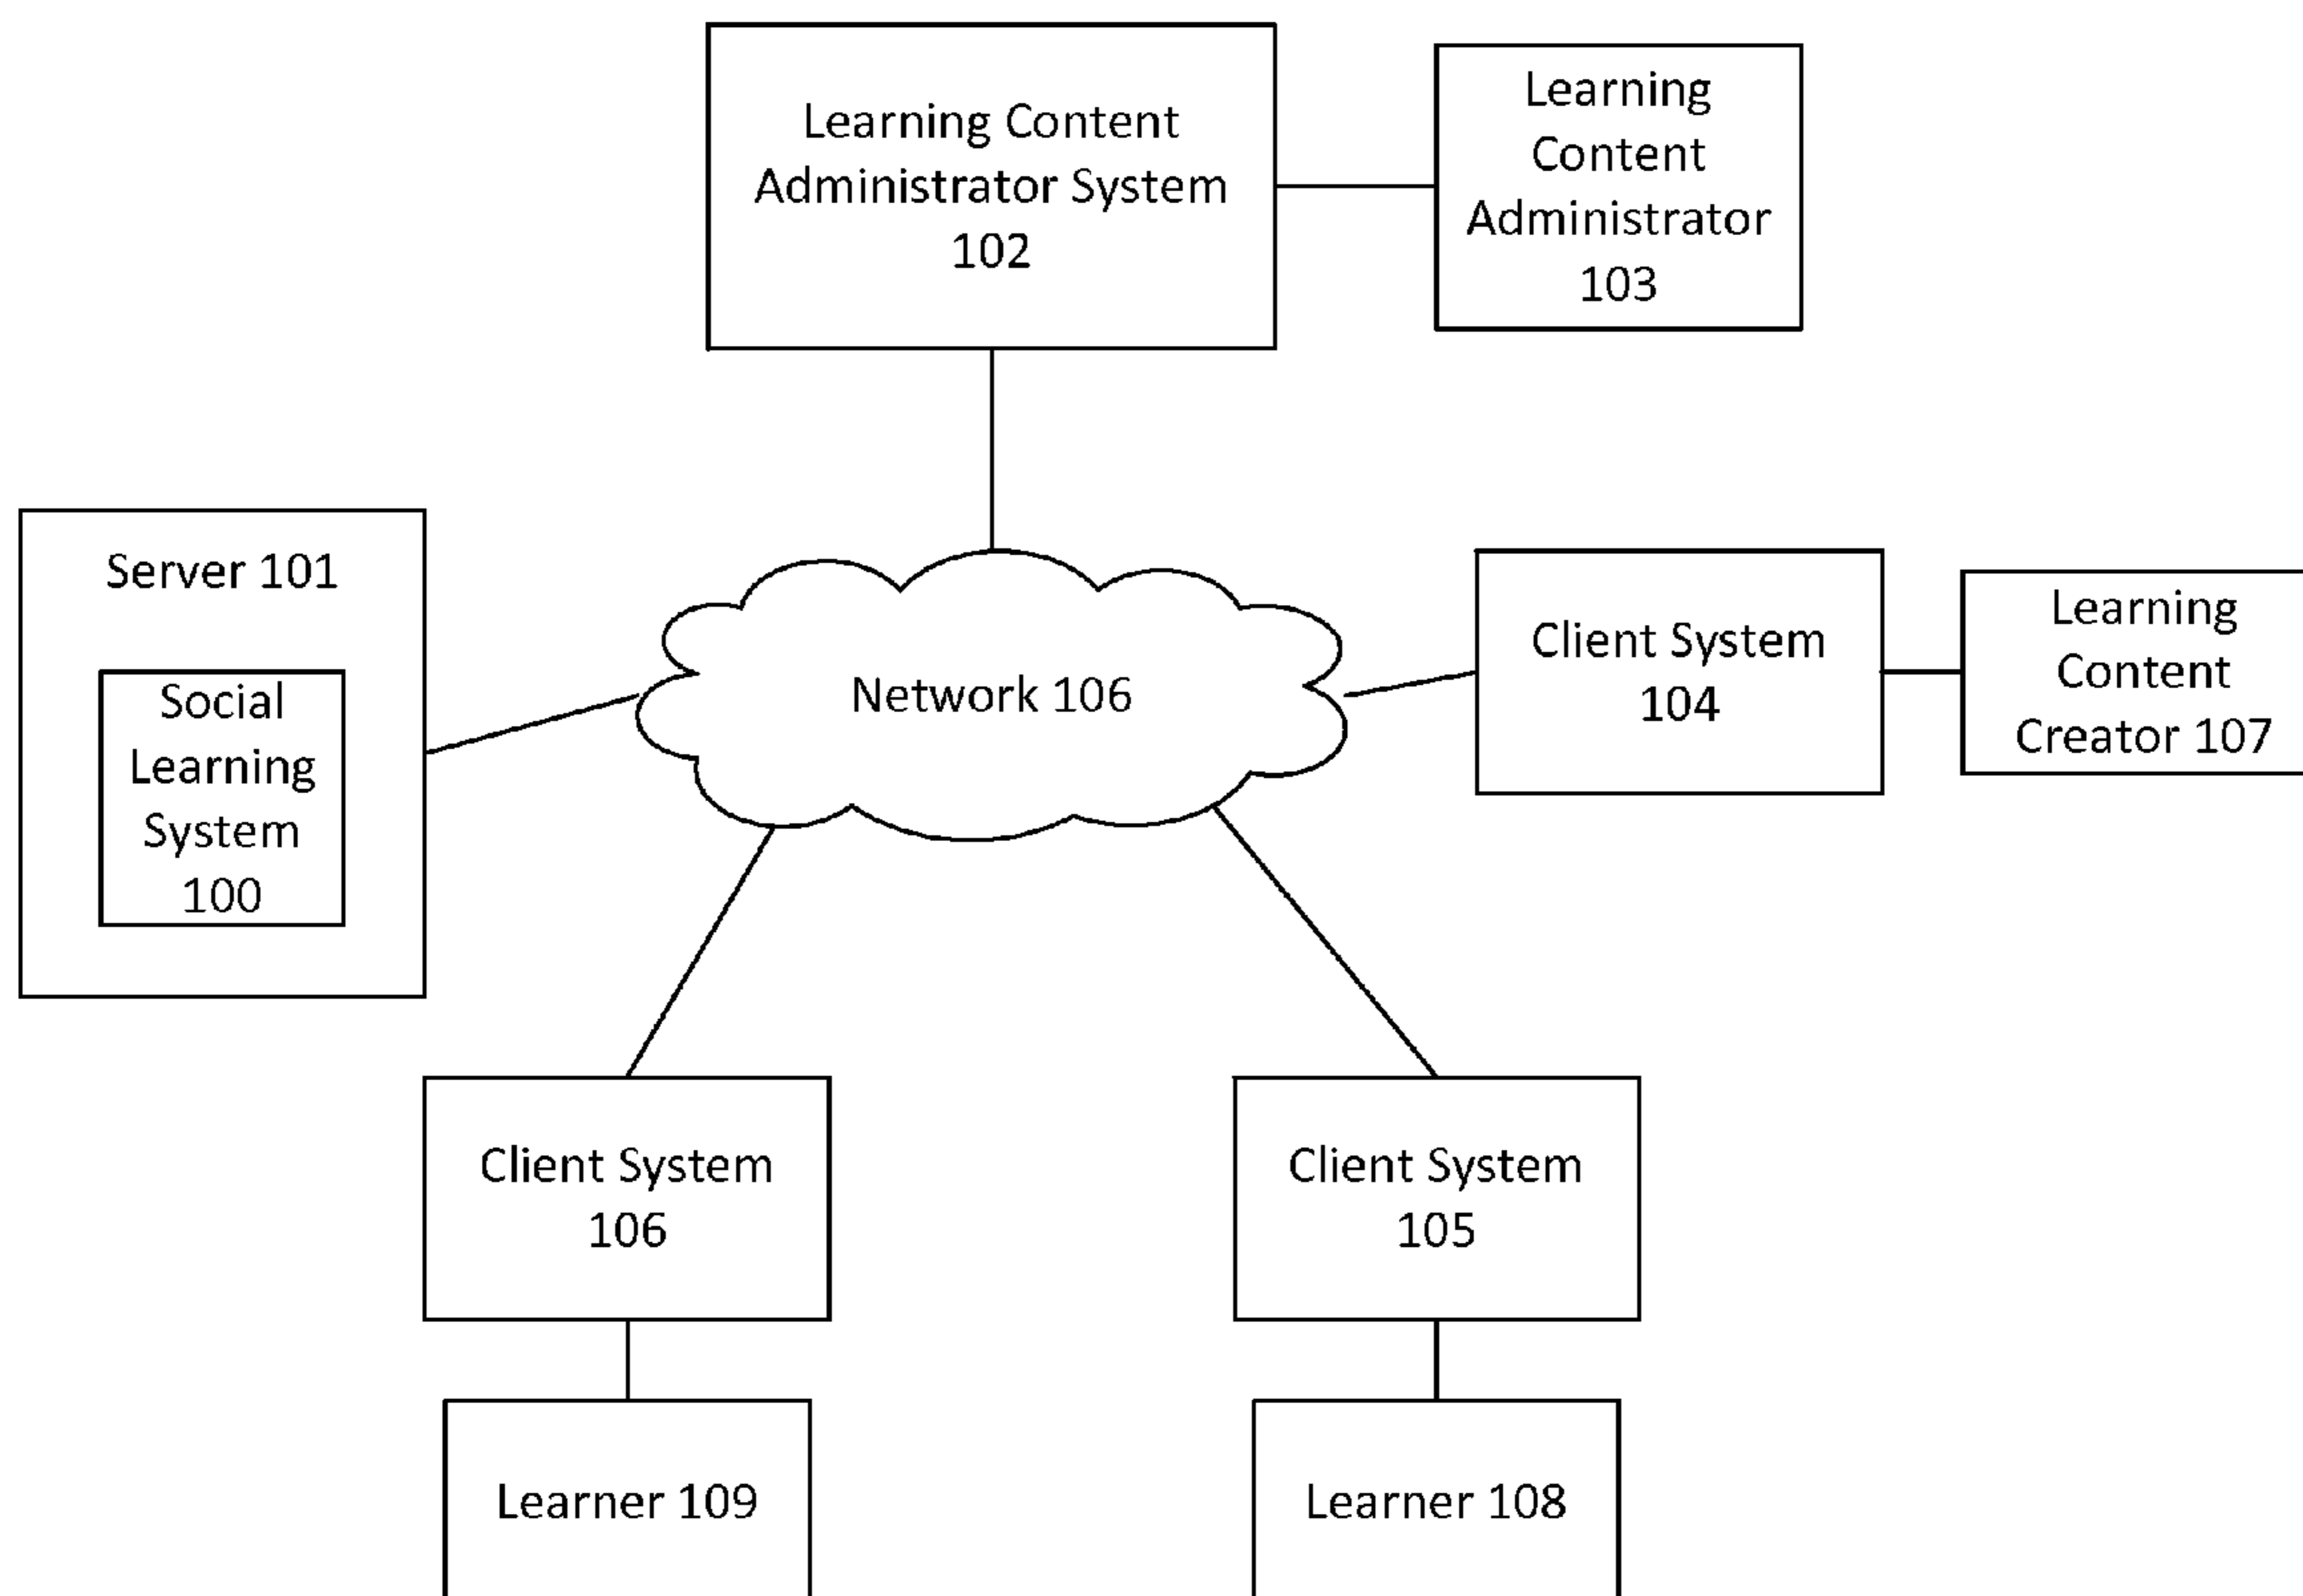 Learning Content
Administrator System
102
Learning
Content
Administrator
103
Server 101
Social
Learning
System
100
Network 106
Client System
104
Learning
Content
Creator 107
Client System
106
Client System
105
Learner 109
Learner 108